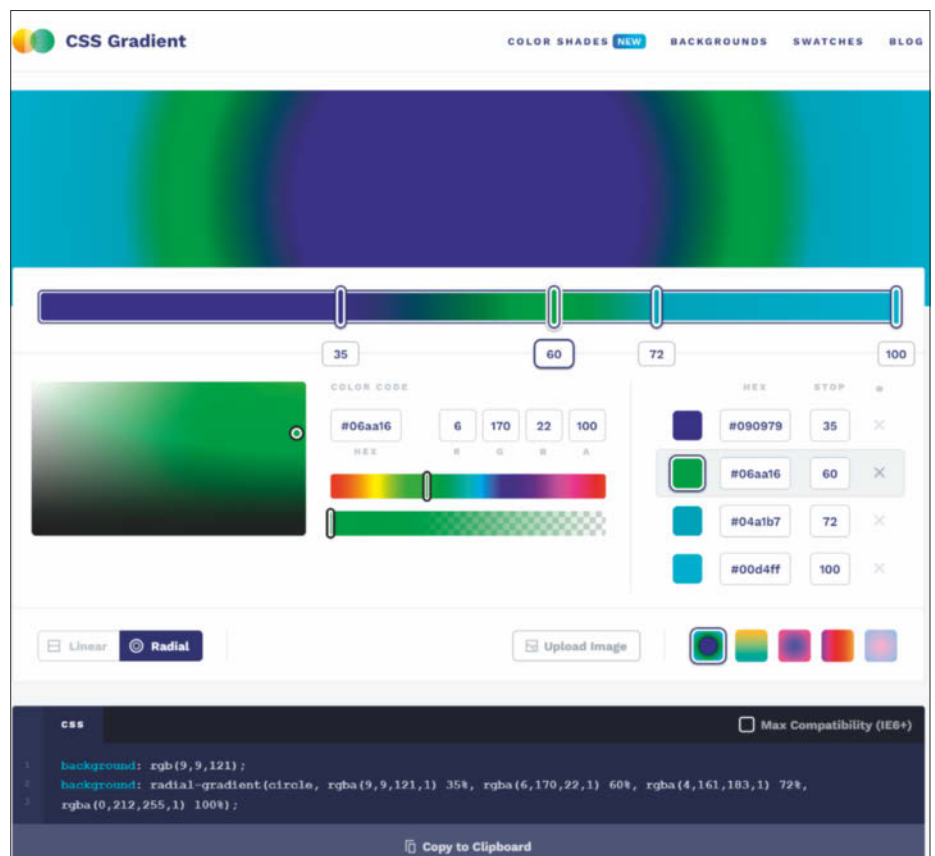 CSS Gradient
COLOR SHADES NEW BACKGROUNDS SWATCHES BLOG
35 60 72 100
COLOR CODE
#06aa16 6 170 22 100
HEX R G B A
HEX STOP
#090979 35
#06aa16 60
#04a1b7 72
#00d4ff 100
Linear Radial Upload Image
css Max Compatibility (IE6+)
1 background: rgb(9,9,121);
2 background: radial-gradient(circle, rgba(9,9,121,1) 35%, rgba(6,170,22,1) 60%, rgba(4,161,183,1) 72%,
3 rgba(0,212,255,1) 100%);
Copy to Clipboard